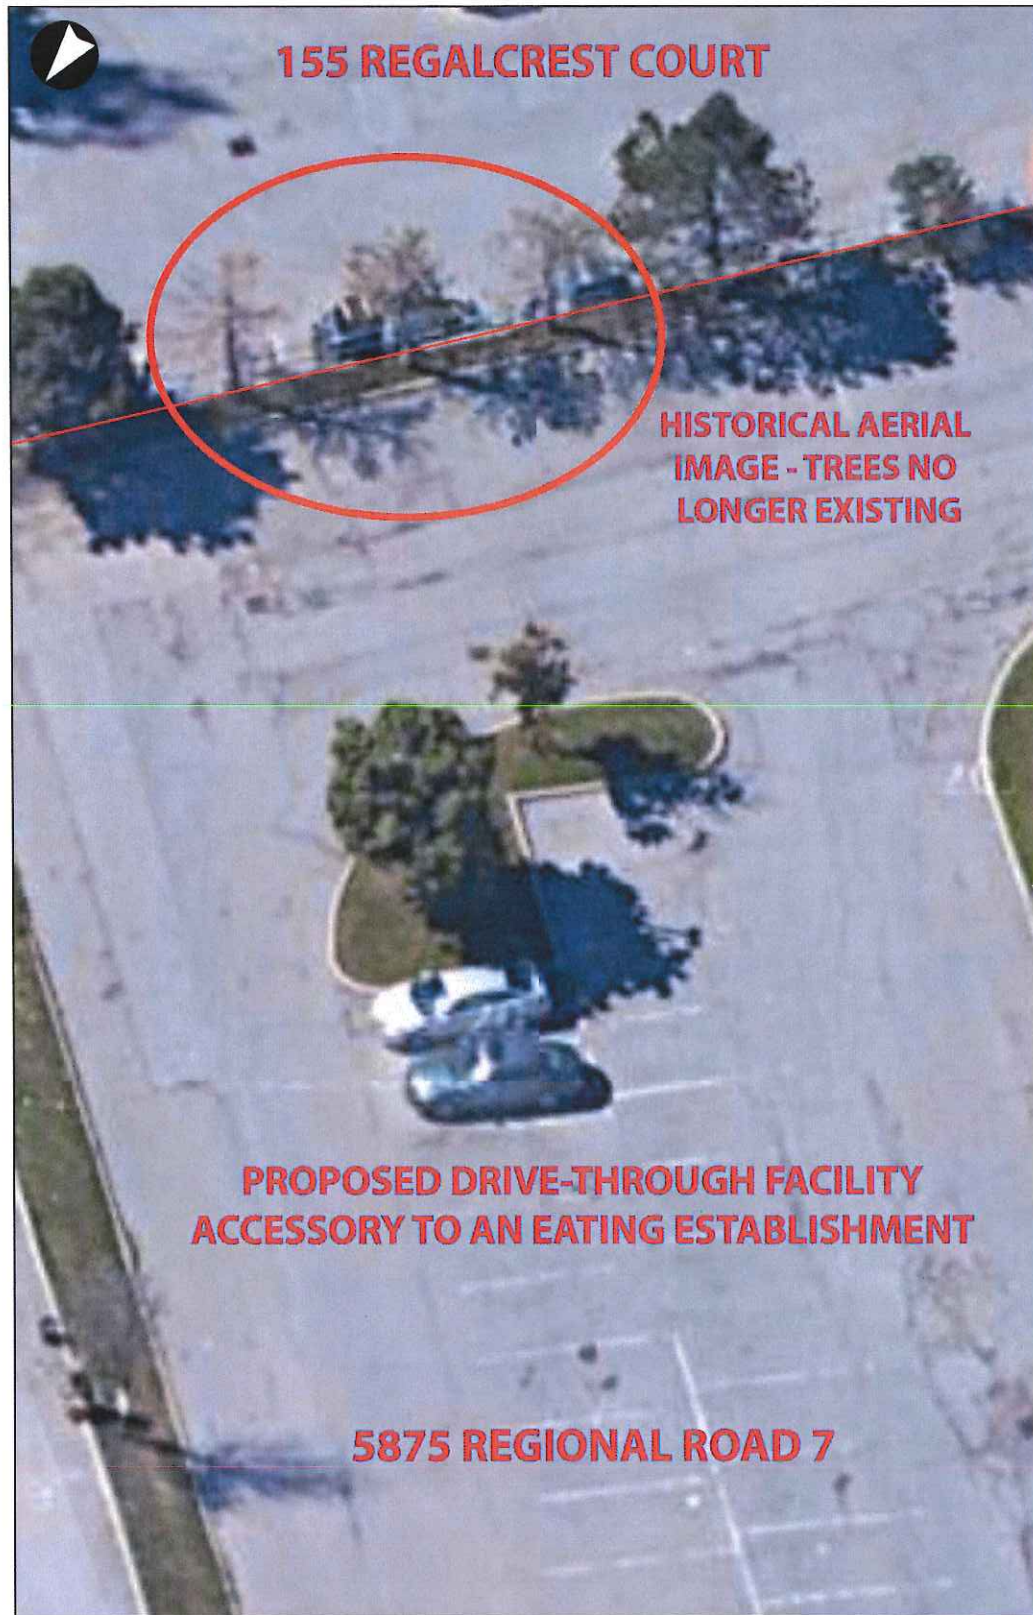 155 REGALCREST COURT
HISTORICAL AERIAL
IMAGE - TREES NO
LONGER EXISTING
PROPOSED DRIVE-THROUGH FACILITY
ACCESSORY TO AN EATING ESTABLISHMENT
5875 REGIONAL ROAD 7